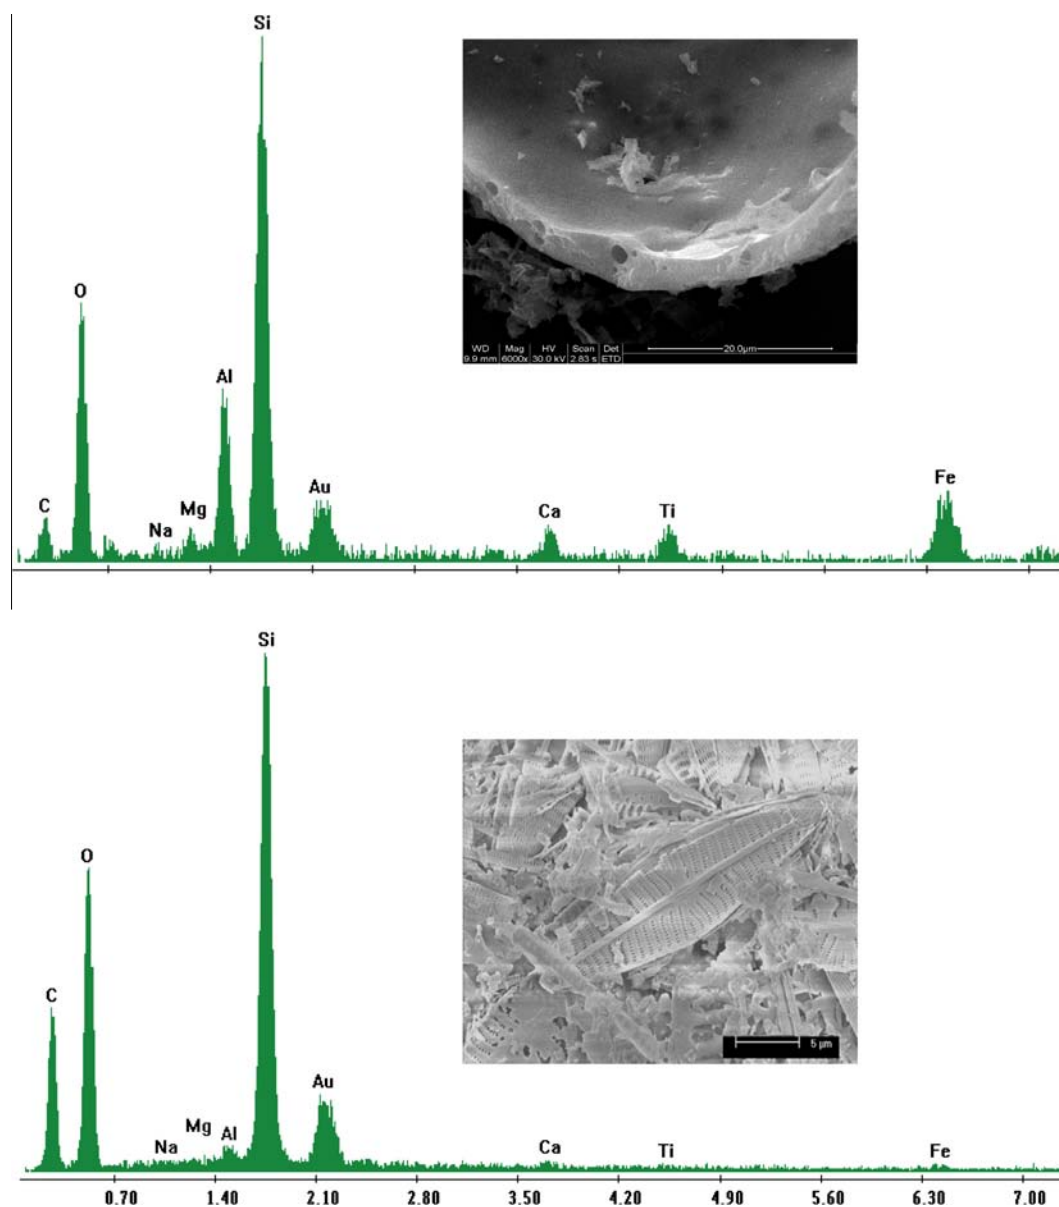 Si
O
Al
C
Na
Mg
Au
Ca
Ti
Fe
WD Mag HV Scan Det
9.9 mm 6000x 30.0 kV 2.83 s ETD
20.0µm
Si
O
C
Na
Mg
Al
Au
Ca
Ti
Fe
5 µm
0.70 1.40 2.10 2.80 3.50 4.20 4.90 5.60 6.30 7.00